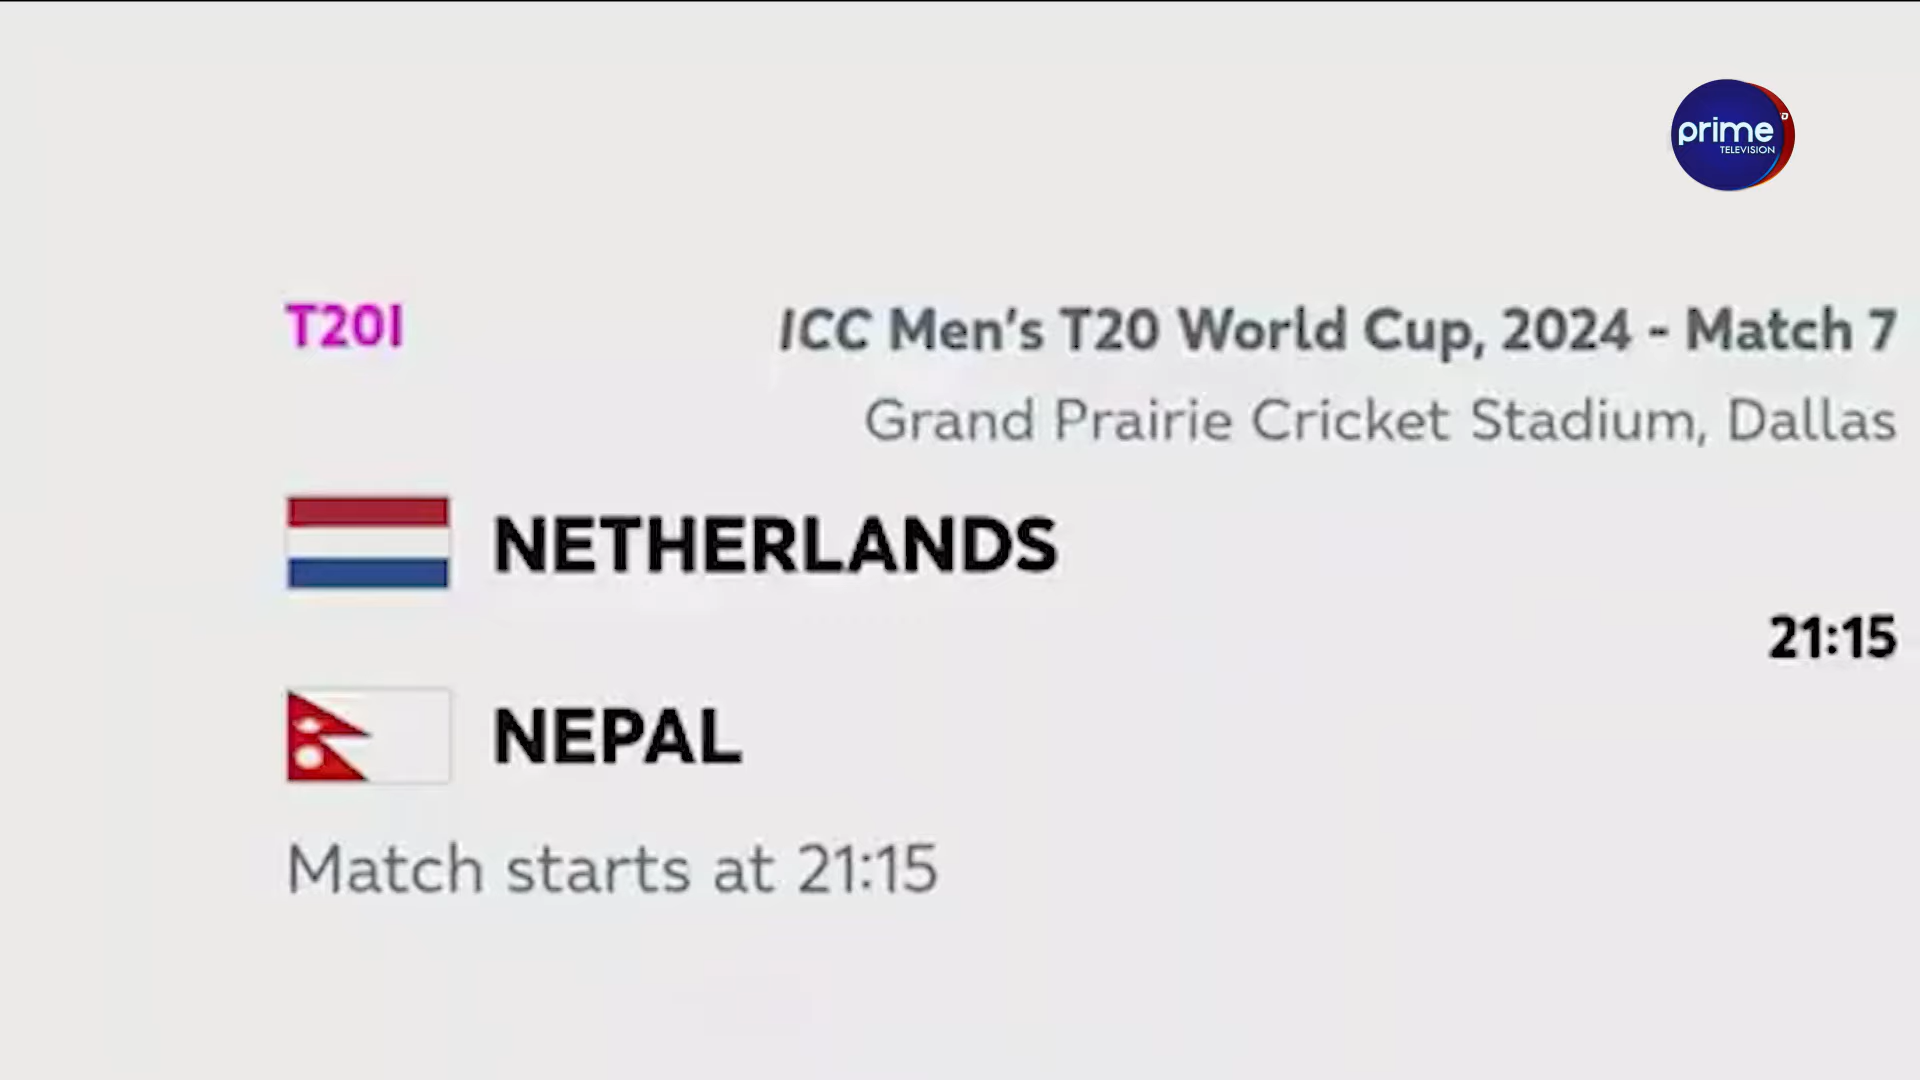 prime
TELEVISION
T20I
ICC Men's T20 World Cup, 2024 - Match 7
Grand Prairie Cricket Stadium, Dallas
NETHERLANDS
21:15
NEPAL
Match starts at 21:15